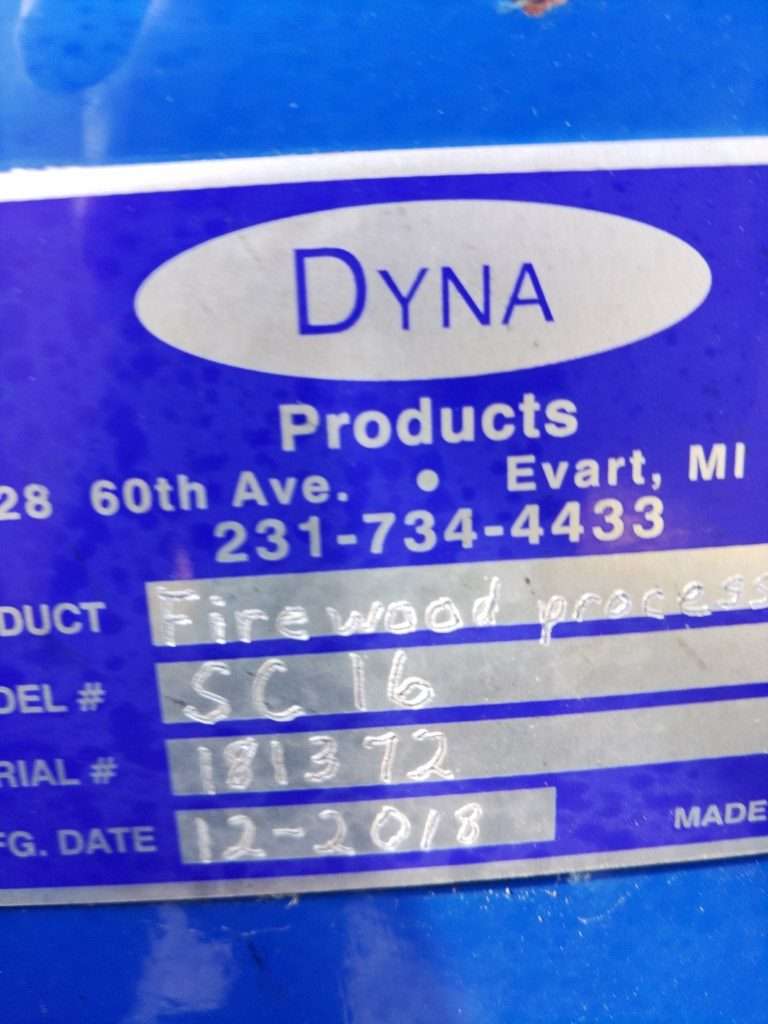 DYNA
Products
28 60th Ave. • Evart, MI
231-734-4433
DUCT Firewood process
DEL # SC 16
RIAL # 181372
FG. DATE 12-2018
MADE